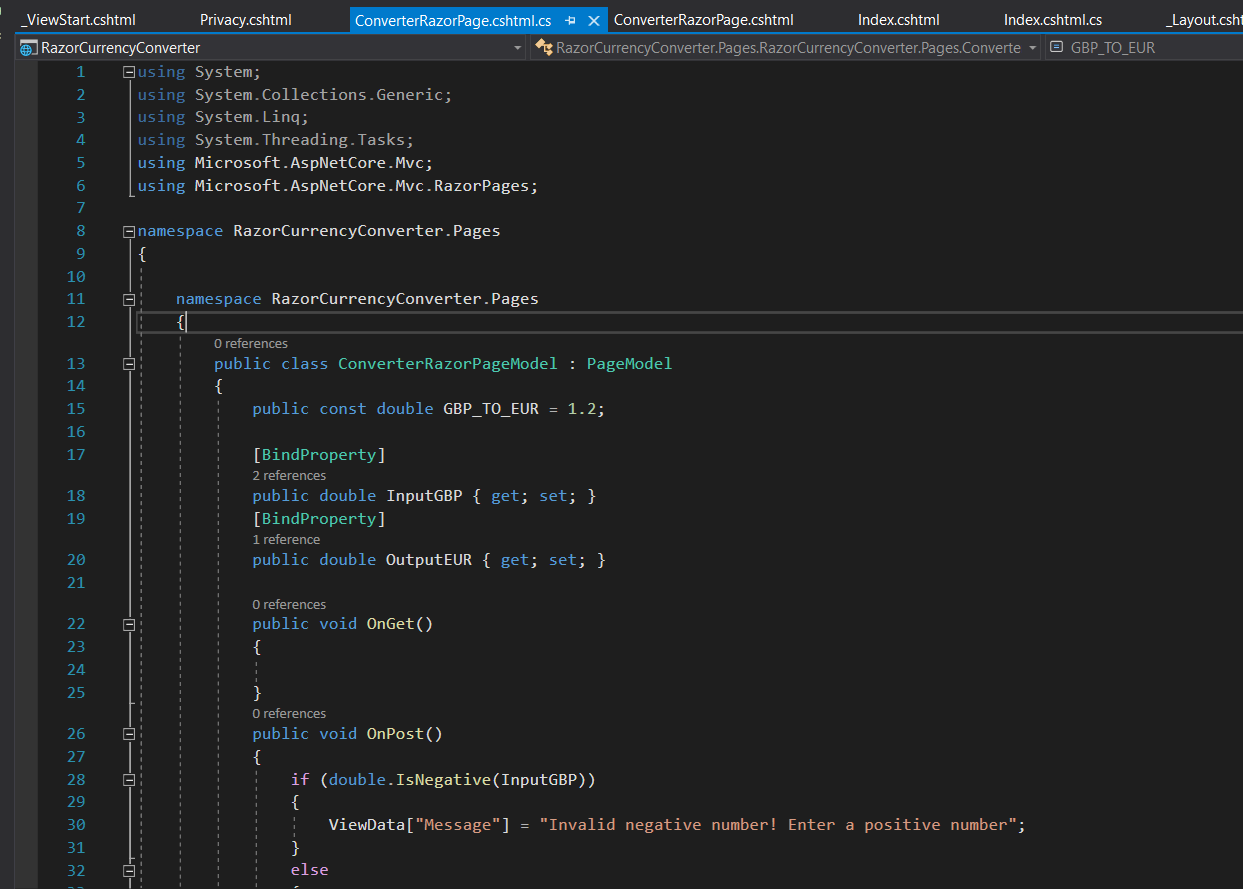 _ViewStart.cshtml Privacy.cshtml ConverterRazorPage.cshtml.cs ConverterRazorPage.cshtml Index.cshtml Index.cshtml.cs _Layout.csht
RazorCurrencyConverter RazorCurrencyConverter.Pages.RazorCurrencyConverter.Pages.Converte GBP_TO_EUR
1 using System;
2 using System.Collections.Generic;
3 using System.Linq;
4 using System.Threading.Tasks;
5 using Microsoft.AspNetCore.Mvc;
6 using Microsoft.AspNetCore.Mvc.RazorPages;
7
8 namespace RazorCurrencyConverter.Pages
9 {
10
11 namespace RazorCurrencyConverter.Pages
12 {
0 references
13 public class ConverterRazorPageModel : PageModel
14 {
15 public const double GBP_TO_EUR = 1.2;
16
17 [BindProperty]
2 references
18 public double InputGBP { get; set; }
19 [BindProperty]
1 reference
20 public double OutputEUR { get; set; }
21
0 references
22 public void OnGet()
23 {
24
25 }
0 references
26 public void OnPost()
27 {
28 if (double.IsNegative(InputGBP))
29 {
30 ViewData["Message"] = "Invalid negative number! Enter a positive number";
31 }
32 else